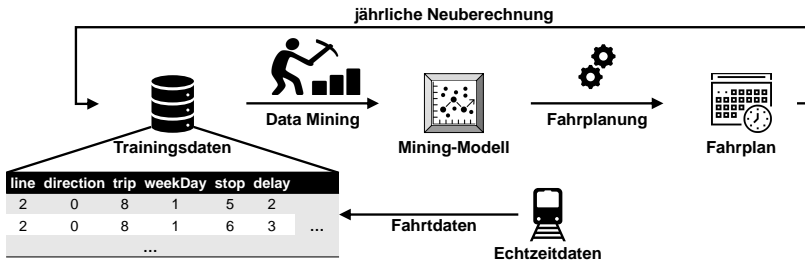 jährliche Neuberechnung
Data Mining
Fahrplanung
Trainingsdaten
Mining-Modell
Fahrplan
line direction trip weekDay stop delay
2 0 8 1 5 2
2 0 8 1 6 3 ...
...
Fahrtdaten
Echtzeitdaten